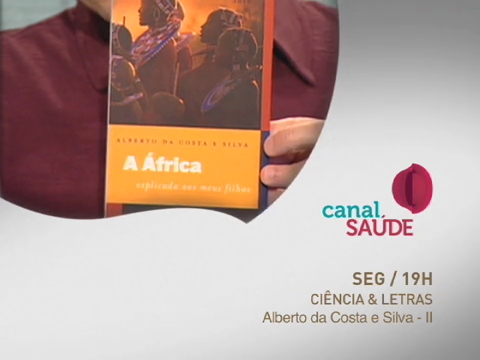 ALBERTO DA COSTA E SILVA
A África
explicada aos meus filhos
canal
SAÚDE
SEG / 19H
CIÊNCIA & LETRAS
Alberto da Costa e Silva - II